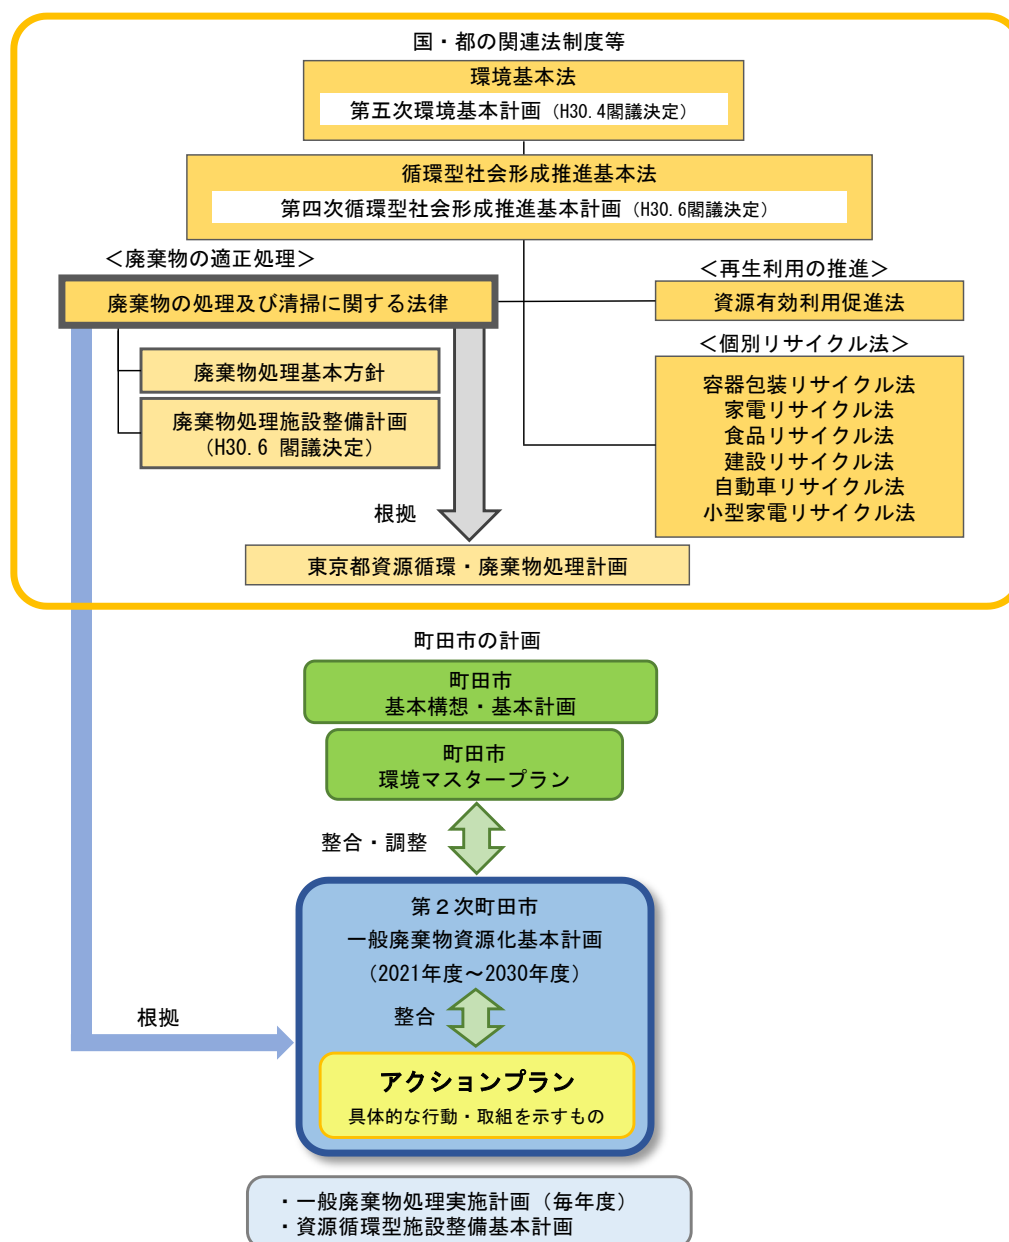 国・都の関連法制度等
環境基本法
第五次環境基本計画（H30.4閣議決定）
循環型社会形成推進基本法
第四次循環型社会形成推進基本計画（H30.6閣議決定）
＜廃棄物の適正処理＞
廃棄物の処理及び清掃に関する法律
廃棄物処理基本方針
廃棄物処理施設整備計画
（H30.6 閣議決定）
＜再生利用の推進＞
資源有効利用促進法
＜個別リサイクル法＞
容器包装リサイクル法
家電リサイクル法
食品リサイクル法
建設リサイクル法
自動車リサイクル法
小型家電リサイクル法
根拠
東京都資源循環・廃棄物処理計画
町田市の計画
町田市
基本構想・基本計画
町田市
環境マスタープラン
整合・調整
第２次町田市
一般廃棄物資源化基本計画
（2021年度～2030年度）
整合
根拠
アクションプラン
具体的な行動・取組を示すもの
・一般廃棄物処理実施計画（毎年度）
・資源循環型施設整備基本計画